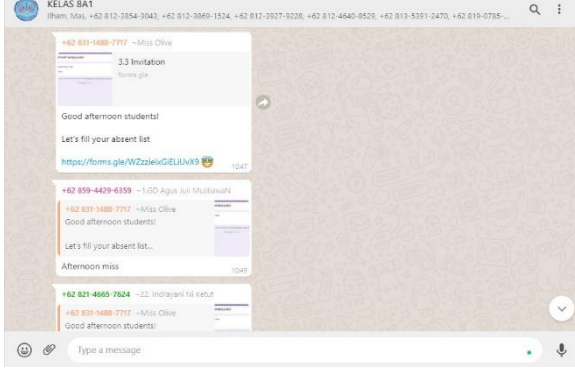 KELAS 8A1
Ilham, Mas, +62 812-3854-3043, +62 812-3869-1524, +62 812-3927-9228, +62 812-4640-8529, +62 813-5391-2470, +62 819-0785-...
+62 831-1488-7717 ~Miss Olive
3.3 Invitation
forms.gle
Good afternoon students!
Let's fill your absent list
https://forms.gle/WZzzieixGiELiUvX9
10:47
+62 859-4429-6359 ~1.GD Agus Juli MustiawaN
+62 831-1488-7717 ~Miss Olive
Good afternoon students!
Let's fill your absent list...
Afternoon miss
10:49
+62 821-4665-7624 ~22. Indrayani Ni Ketut
+62 831-1488-7717 ~Miss Olive
Good afternoon students!
Type a message